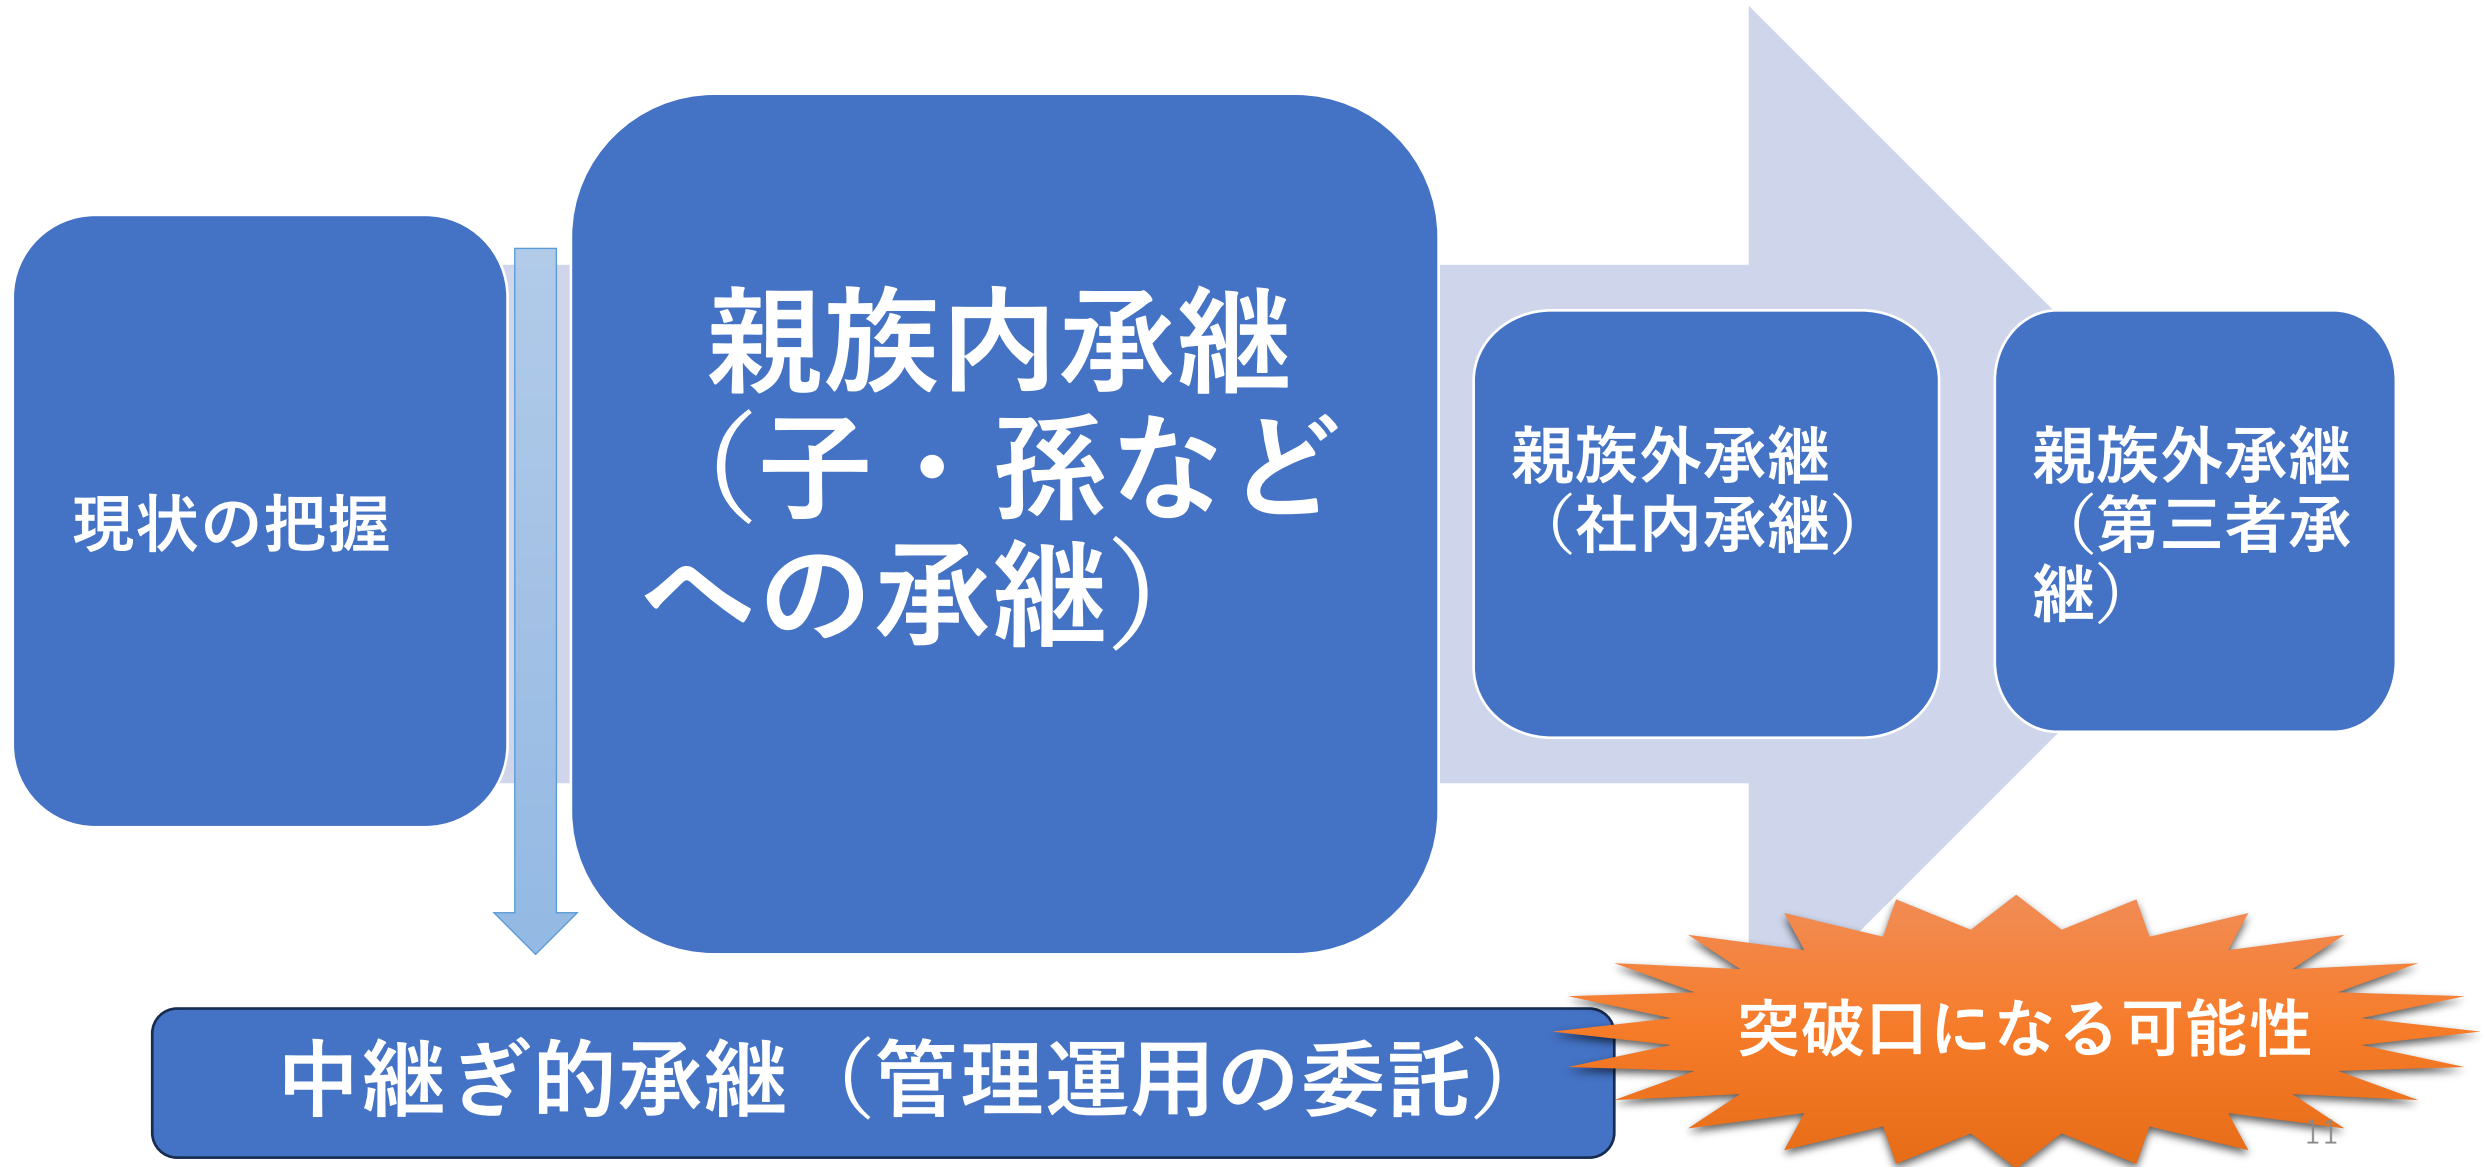 現状の把握
親族内承継
（子・孫など
への承継）
親族外承継
（社内承継）
親族外承継
（第三者承
継）
中継ぎ的承継（管理運用の委託）
突破口になる可能性
11